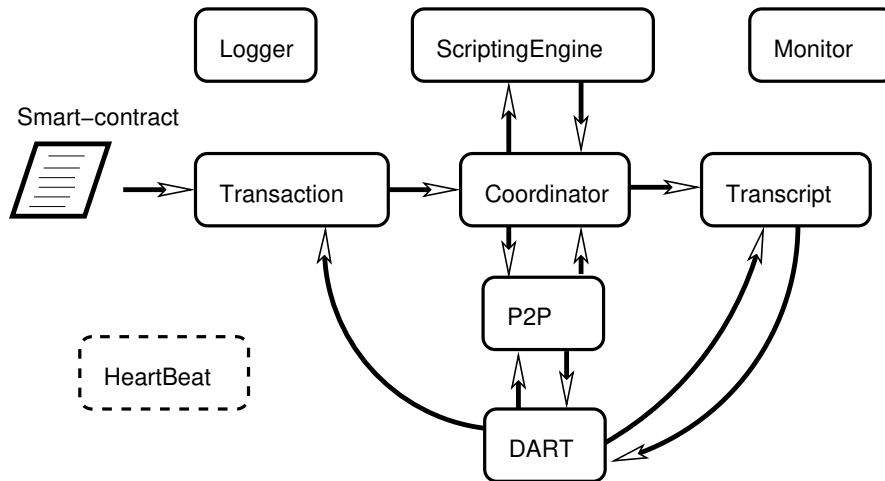 Logger
ScriptingEngine
Monitor
Smart−contract
Transaction
Coordinator
Transcript
P2P
HeartBeat
DART